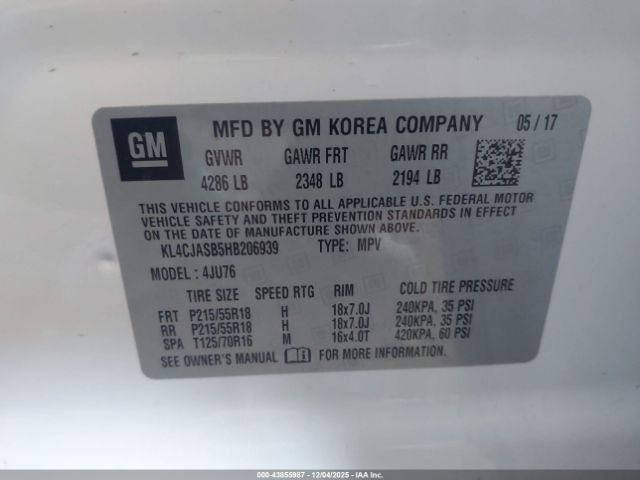 GM MFD BY GM KOREA COMPANY 05 / 17
GVWR GAWR FRT GAWR RR
4286 LB 2348 LB 2194 LB
THIS VEHICLE CONFORMS TO ALL APPLICABLE U.S. FEDERAL MOTOR
VEHICLE SAFETY AND THEFT PREVENTION STANDARDS IN EFFECT
ON THE DATE OF MANUFACTURE SHOWN ABOVE.
KL4CJASB5HB206939 TYPE: MPV
MODEL : 4JU76
TIRE SIZE SPEED RTG RIM COLD TIRE PRESSURE
FRT P215/55R18 H 18x7.0J 240KPA, 35 PSI
RR P215/55R18 H 18x7.0J 240KPA, 35 PSI
SPA T125/70R16 M 16x4.0T 420KPA, 60 PSI
SEE OWNER'S MANUAL FOR MORE INFORMATION.
000-43855987 - 12/04/2025 - IAA, INC.